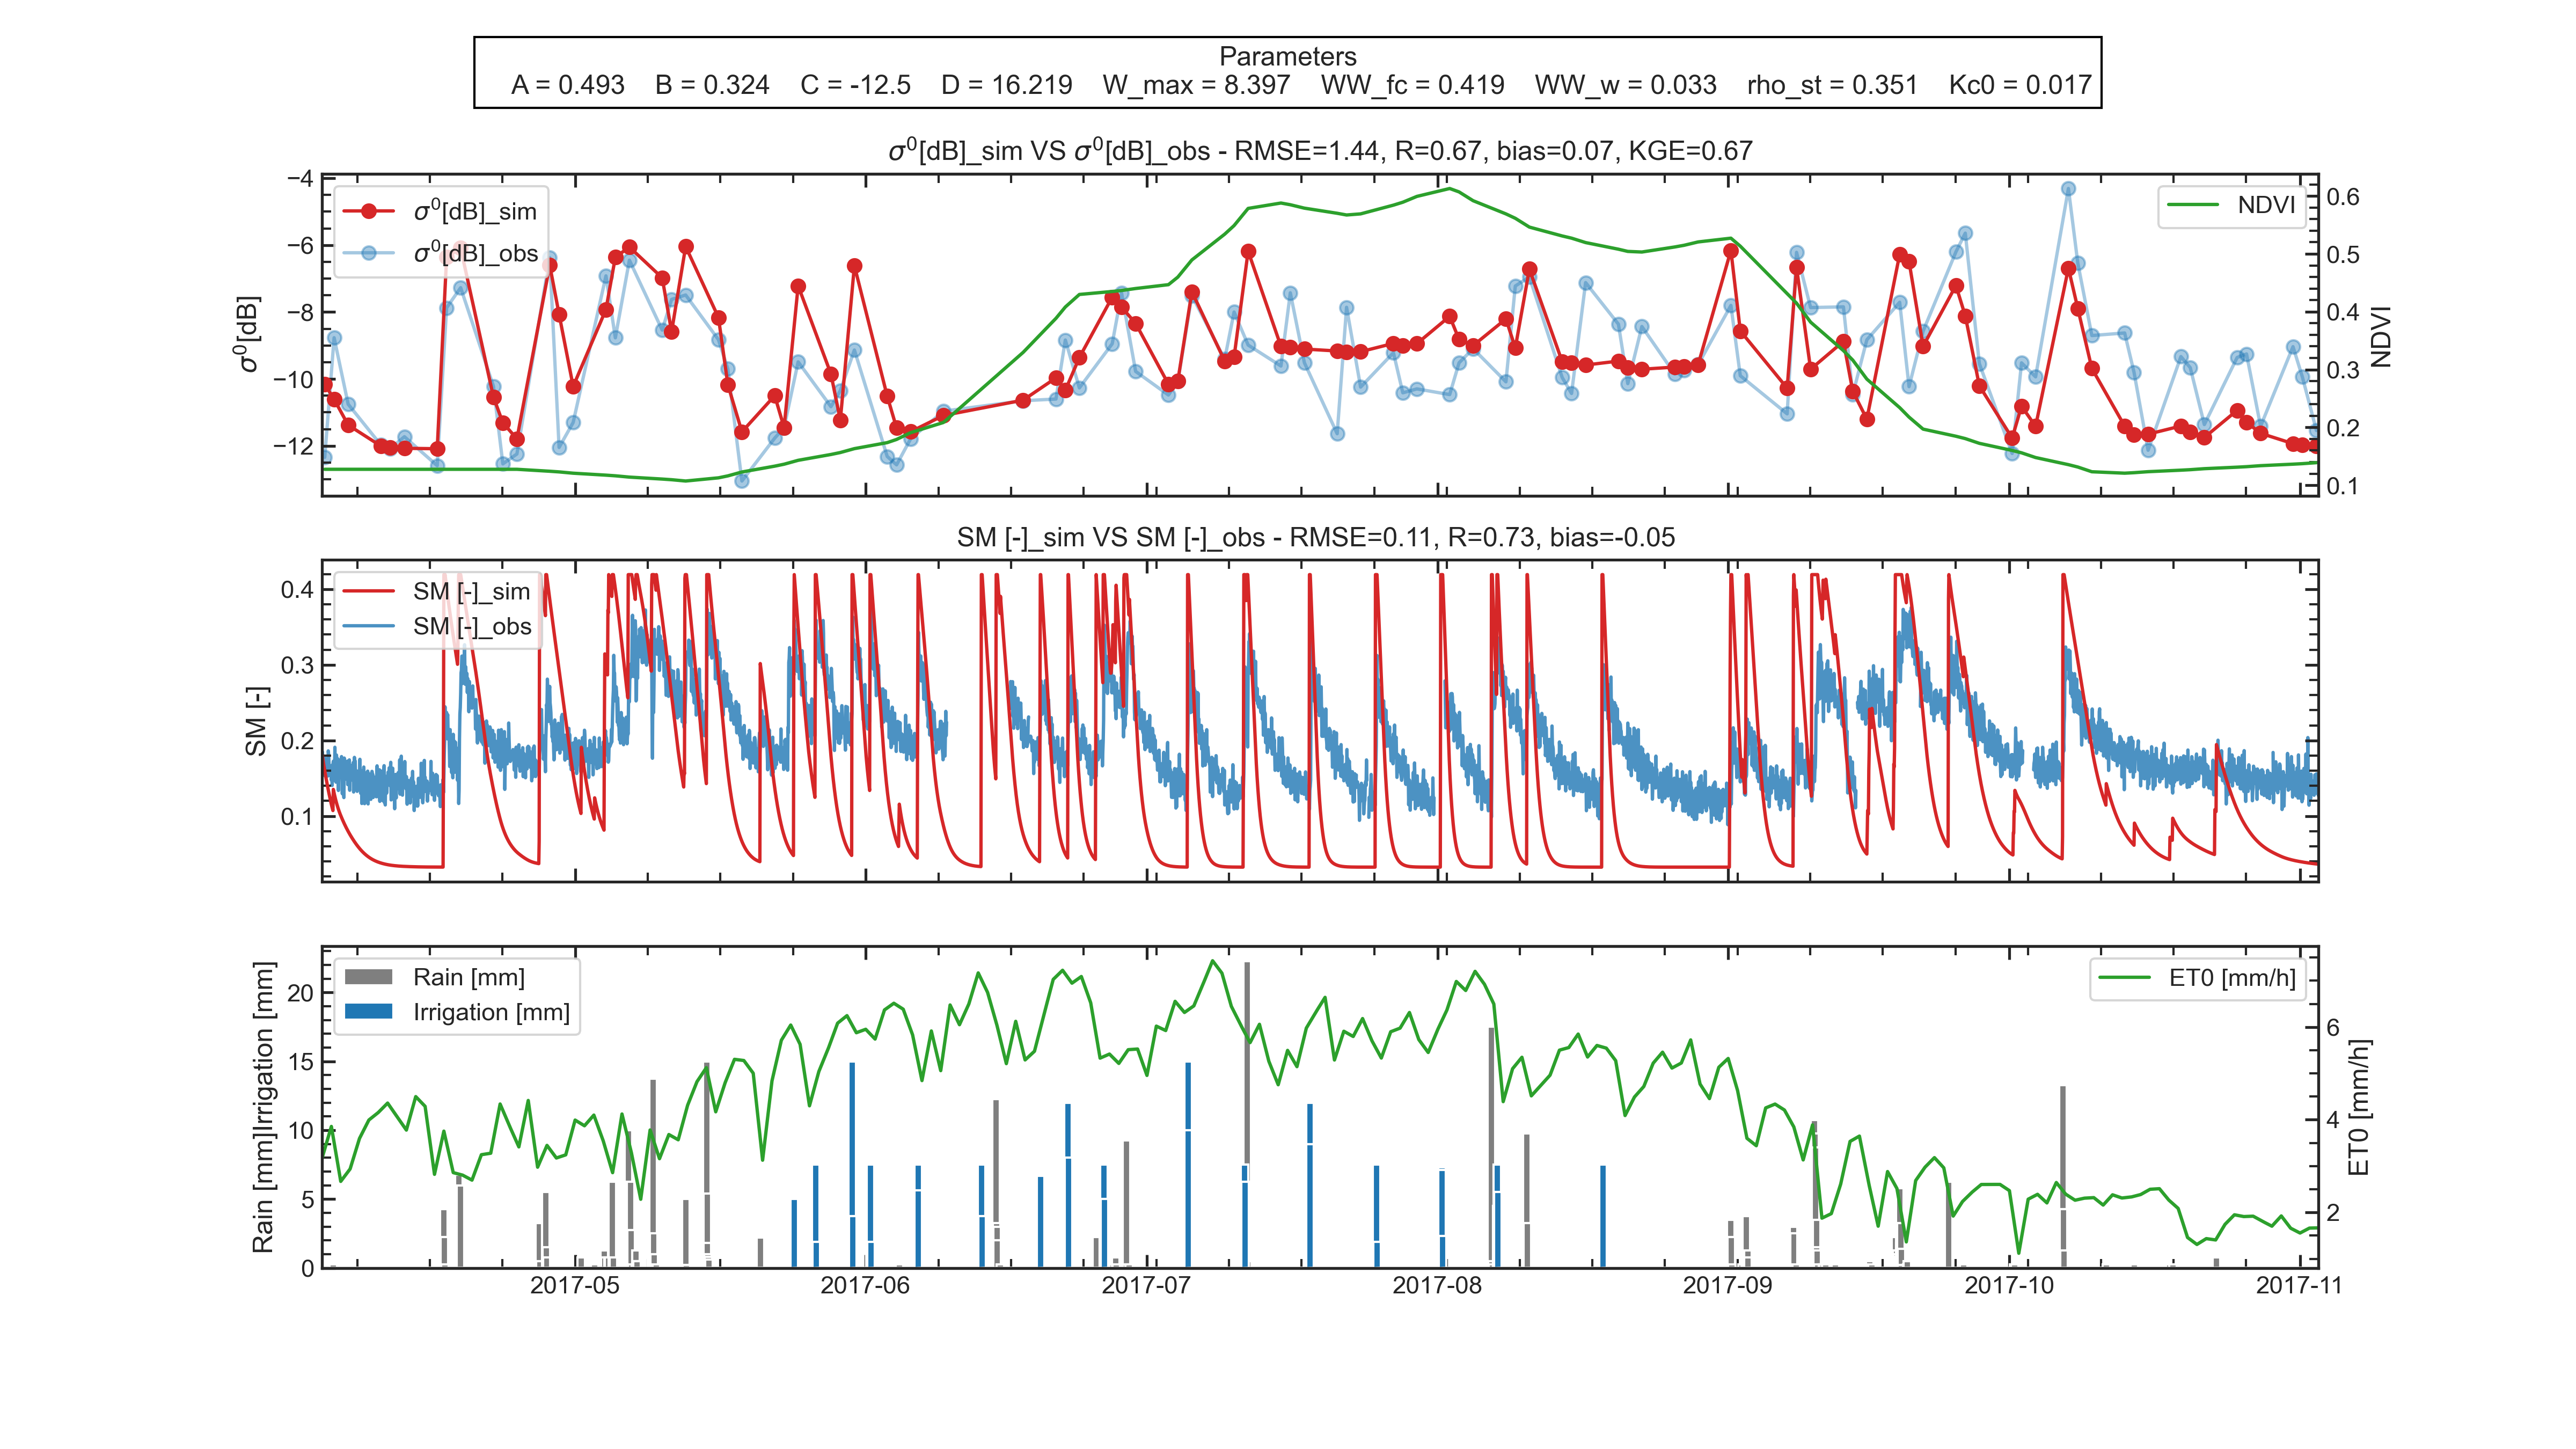 Parameters
A = 0.493 B = 0.324 C = -12.5 D = 16.219 W_max = 8.397 WW_fc = 0.419 WW_w = 0.033 rho_st = 0.351 Kc0 = 0.017
σ⁰[dB]_sim VS σ⁰[dB]_obs - RMSE=1.44, R=0.67, bias=0.07, KGE=0.67
σ⁰[dB]_sim
σ⁰[dB]_obs
NDVI
−4
−6
−8
−10
−12
σ⁰[dB]
0.6
0.5
0.4
0.3
0.2
0.1
NDVI
SM [-]_sim VS SM [-]_obs - RMSE=0.11, R=0.73, bias=-0.05
SM [-]_sim
SM [-]_obs
0.4
0.3
0.2
0.1
SM [-]
Rain [mm]
Irrigation [mm]
ET0 [mm/h]
20
15
10
5
0
Rain [mm]Irrigation [mm]
6
4
2
ET0 [mm/h]
2017-05 2017-06 2017-07 2017-08 2017-09 2017-10 2017-11